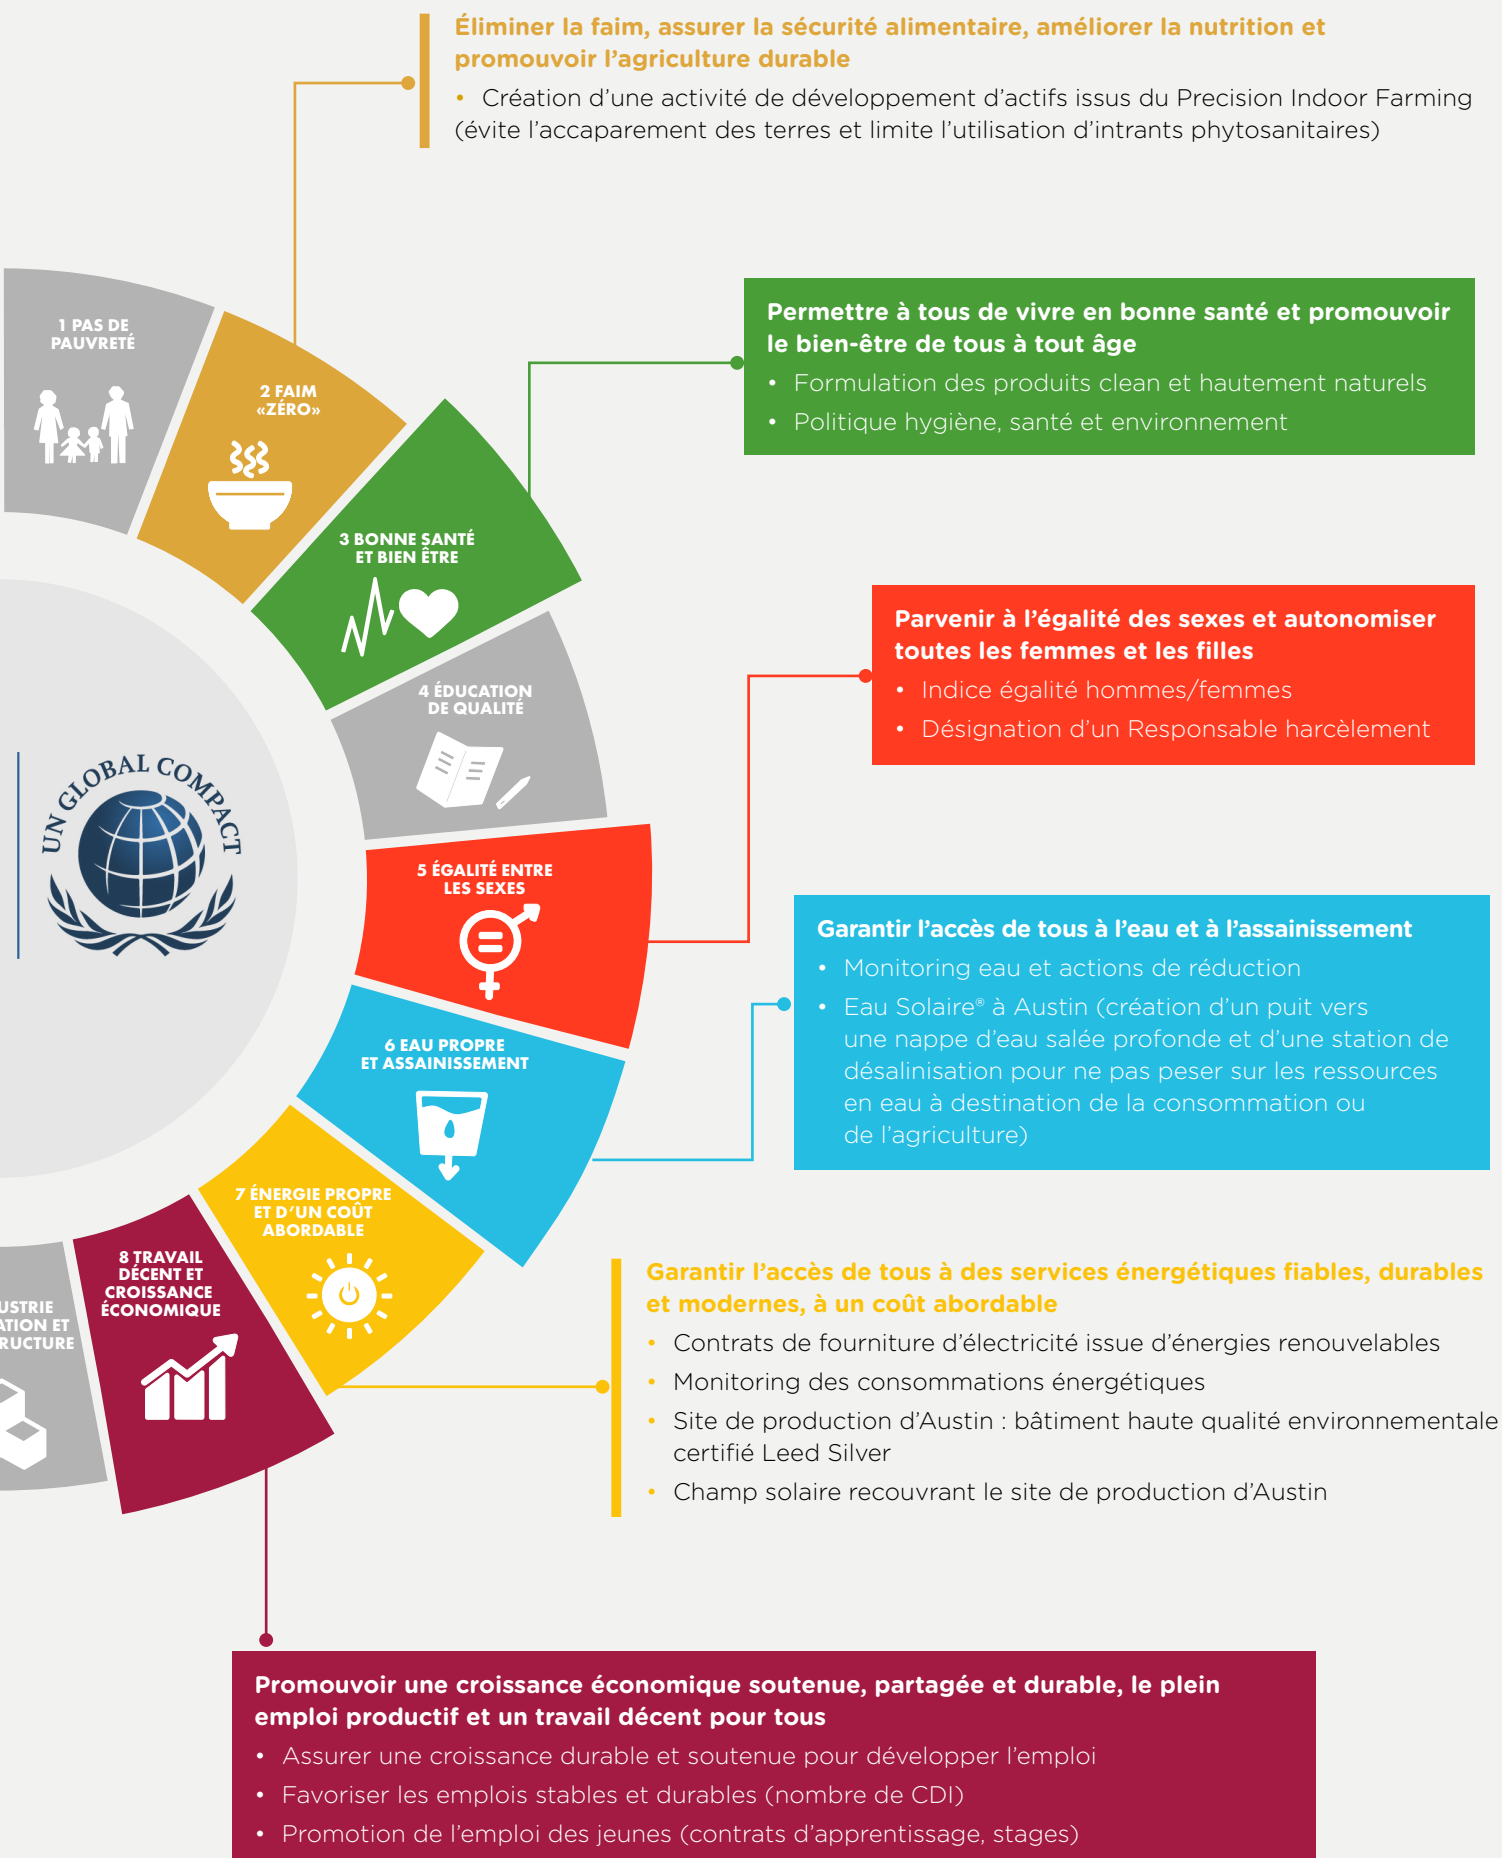 Éliminer la faim, assurer la sécurité alimentaire, améliorer la nutrition et
promouvoir l’agriculture durable
• Création d’une activité de développement d’actifs issus du Precision Indoor Farming
(évite l’accaparement des terres et limite l’utilisation d’intrants phytosanitaires)
1 PAS DE
PAUVRETÉ
2 FAIM
«ZÉRO»
Permettre à tous de vivre en bonne santé et promouvoir
le bien-être de tous à tout âge
• Formulation des produits clean et hautement naturels
• Politique hygiène, santé et environnement
3 BONNE SANTÉ
ET BIEN ÊTRE
Parvenir à l’égalité des sexes et autonomiser
toutes les femmes et les filles
• Indice égalité hommes/femmes
• Désignation d’un Responsable harcèlement
4 ÉDUCATION
DE QUALITÉ
UN GLOBAL COMPACT
5 ÉGALITÉ ENTRE
LES SEXES
Garantir l’accès de tous à l’eau et à l’assainissement
• Monitoring eau et actions de réduction
• Eau Solaire® à Austin (création d’un puit vers
une nappe d’eau salée profonde et d’une station de
désalinisation pour ne pas peser sur les ressources
en eau à destination de la consommation ou
de l’agriculture)
6 EAU PROPRE
ET ASSAINISSEMENT
7 ÉNERGIE PROPRE
ET D’UN COÛT
ABORDABLE
Garantir l’accès de tous à des services énergétiques fiables, durables
et modernes, à un coût abordable
• Contrats de fourniture d’électricité issue d’énergies renouvelables
• Monitoring des consommations énergétiques
• Site de production d’Austin : bâtiment haute qualité environnementale
certifié Leed Silver
• Champ solaire recouvrant le site de production d’Austin
8 TRAVAIL
DÉCENT ET
CROISSANCE
ÉCONOMIQUE
USTRIE
ATION ET
RUCTURE
Promouvoir une croissance économique soutenue, partagée et durable, le plein
emploi productif et un travail décent pour tous
• Assurer une croissance durable et soutenue pour développer l’emploi
• Favoriser les emplois stables et durables (nombre de CDI)
• Promotion de l’emploi des jeunes (contrats d’apprentissage, stages)